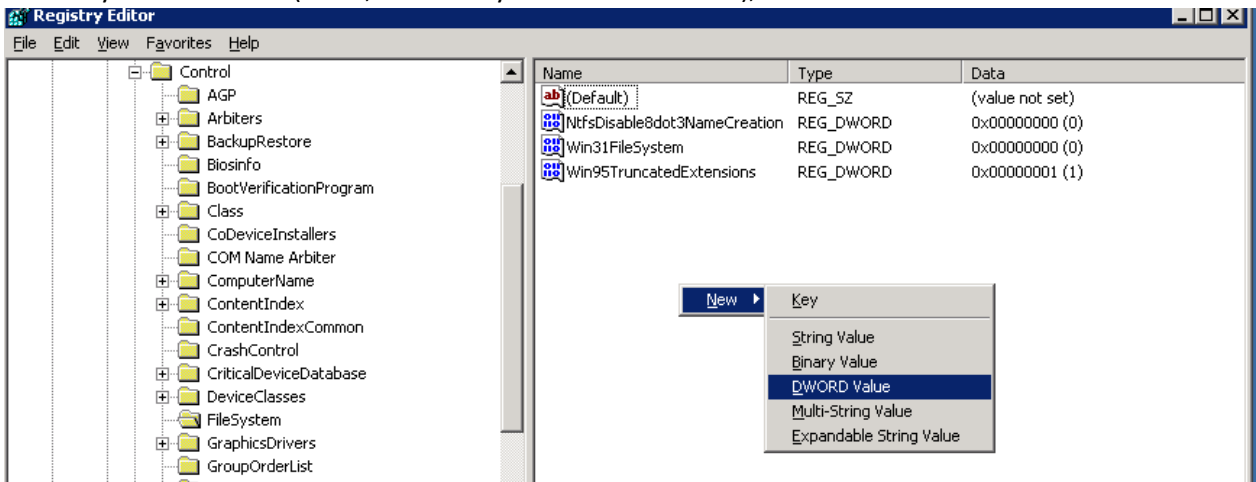 Registry Editor
File Edit View Favorites Help
Control
AGP
Arbiters
BackupRestore
Biosinfo
BootVerificationProgram
Class
CoDeviceInstallers
COM Name Arbiter
ComputerName
ContentIndex
ContentIndexCommon
CrashControl
CriticalDeviceDatabase
DeviceClasses
FileSystem
GraphicsDrivers
GroupOrderList
Name Type Data
(Default) REG_SZ (value not set)
NtfsDisable8dot3NameCreation REG_DWORD 0x00000000 (0)
Win31FileSystem REG_DWORD 0x00000000 (0)
Win95TruncatedExtensions REG_DWORD 0x00000001 (1)
New
Key
String Value
Binary Value
DWORD Value
Multi-String Value
Expandable String Value